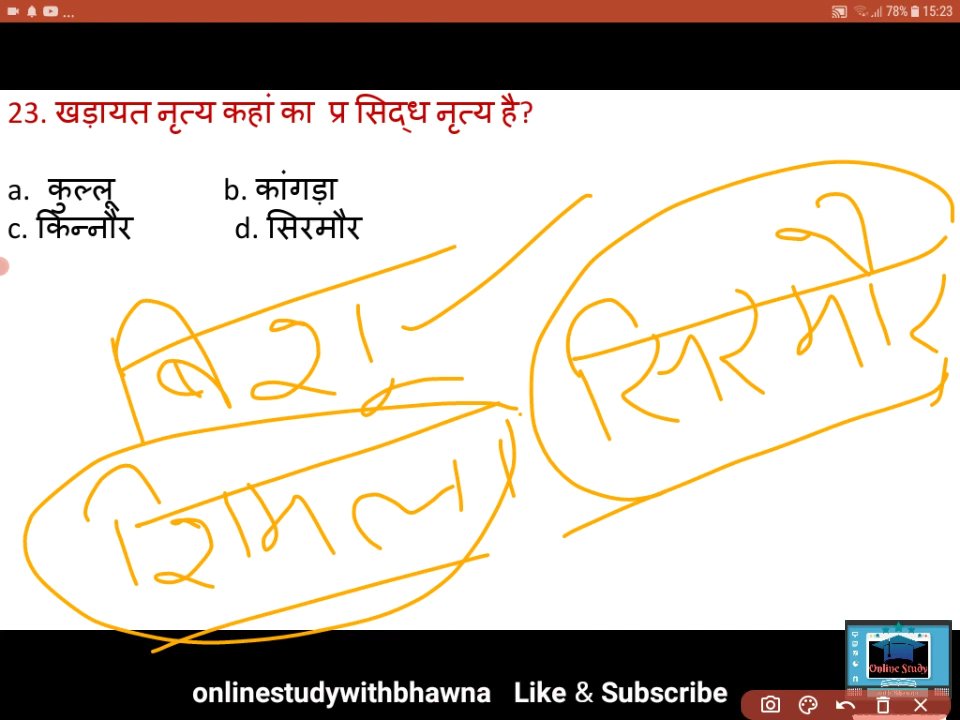 ... 78% 15:23
23. खड़ायत नृत्य कहां का प्र सिद्ध नृत्य है?
a. कुल्लू b. कांगड़ा
c. किन्नौर d. सिरमौर
बिशू
सिरमौर
शिमला
Online Study
onlinestudywithbhawna Like & Subscribe